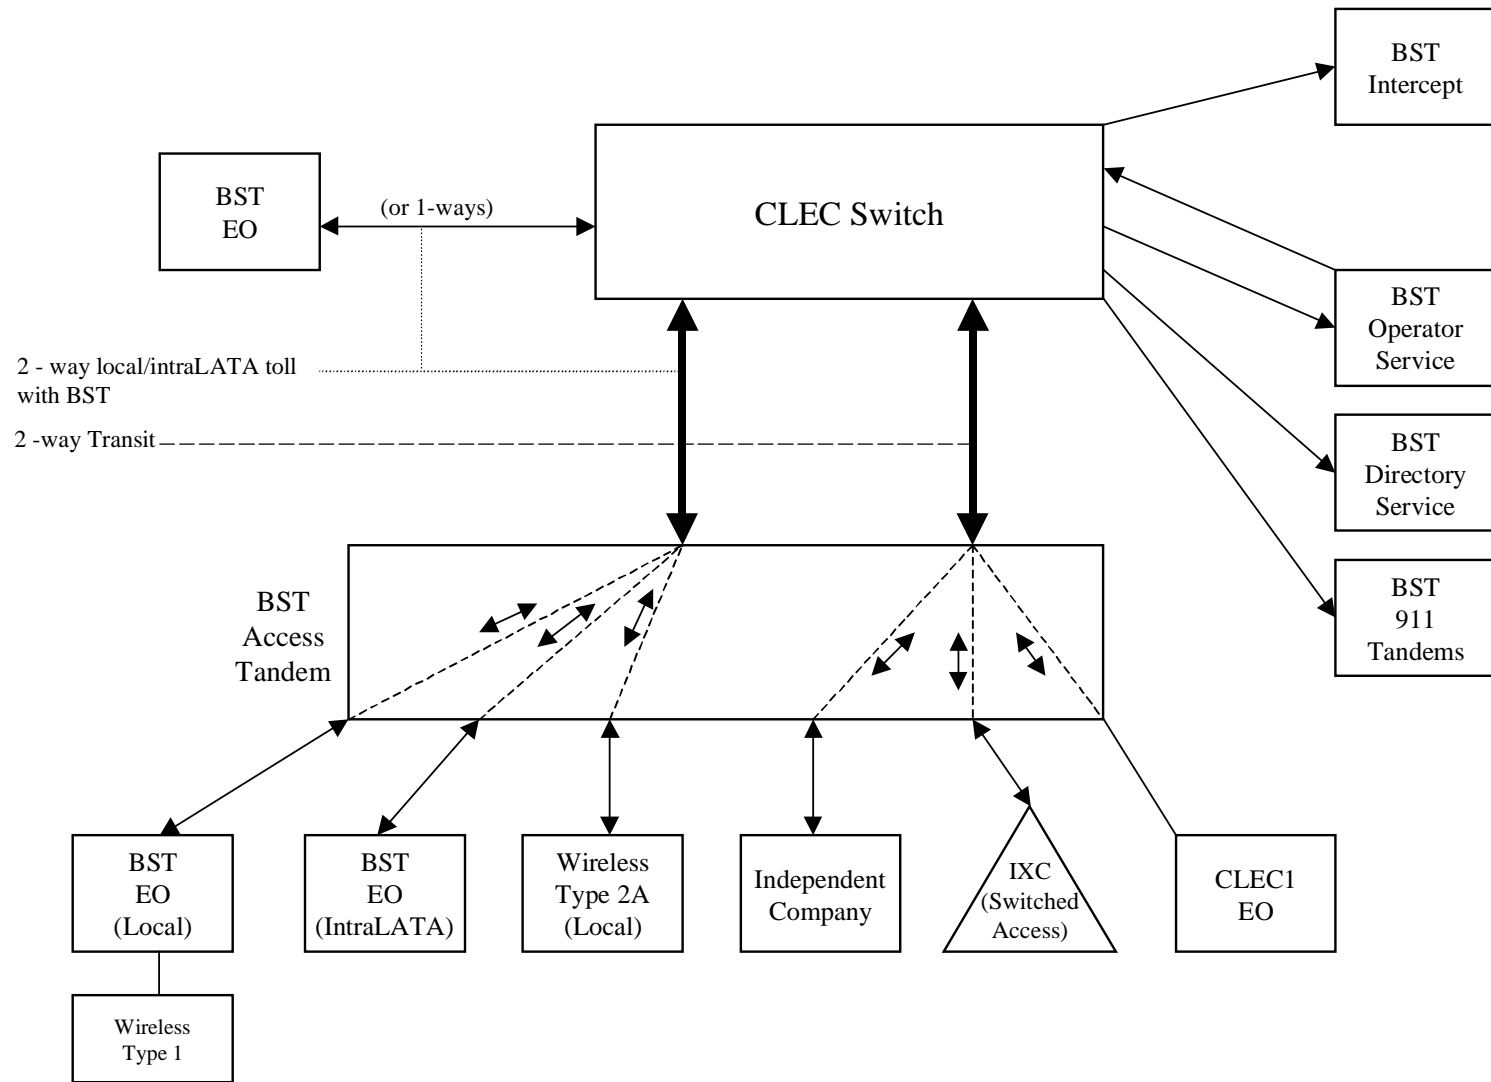 BST
Intercept
CLEC Switch
BST
EO
(or 1-ways)
BST
Operator
Service
2 - way local/intraLATA toll
with BST
2 -way Transit
BST
Directory
Service
BST
911
Tandems
BST
Access
Tandem
BST
EO
(Local)
BST
EO
(IntraLATA)
Wireless
Type 2A
(Local)
Independent
Company
IXC
(Switched
Access)
CLEC1
EO
Wireless
Type 1